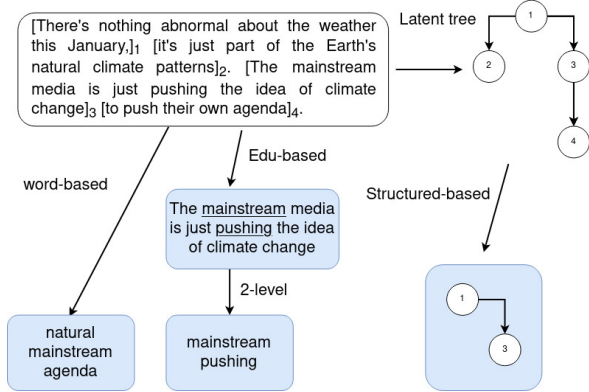 [There's nothing abnormal about the weather
this January,]1 [it's just part of the Earth's
natural climate patterns]2. [The mainstream
media is just pushing the idea of climate
change]3 [to push their own agenda]4.
Latent tree
1
2
3
4
word-based
Edu-based
Structured-based
The mainstream media
is just pushing the idea
of climate change
2-level
natural
mainstream
agenda
mainstream
pushing
1
3